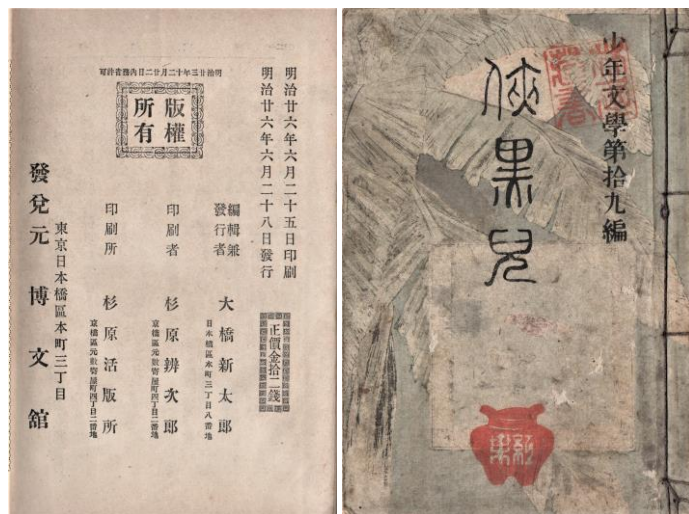 少年文學第拾九編
侠黒兒
明治廿六年六月二十五日印刷
明治廿六年六月二十八日發行
明治廿三年十二月廿二日內務省許可
版權
所有
正價金拾二錢
編輯兼
發行者
大橋新太郎
日本橋區本町三丁目八番地
印刷者
杉原辨次郎
京橋區元數寄屋町四丁目二番地
印刷所
杉原活版所
京橋區元數寄屋町四丁目二番地
東京日本橋區本町三丁目
發兌元 博文館